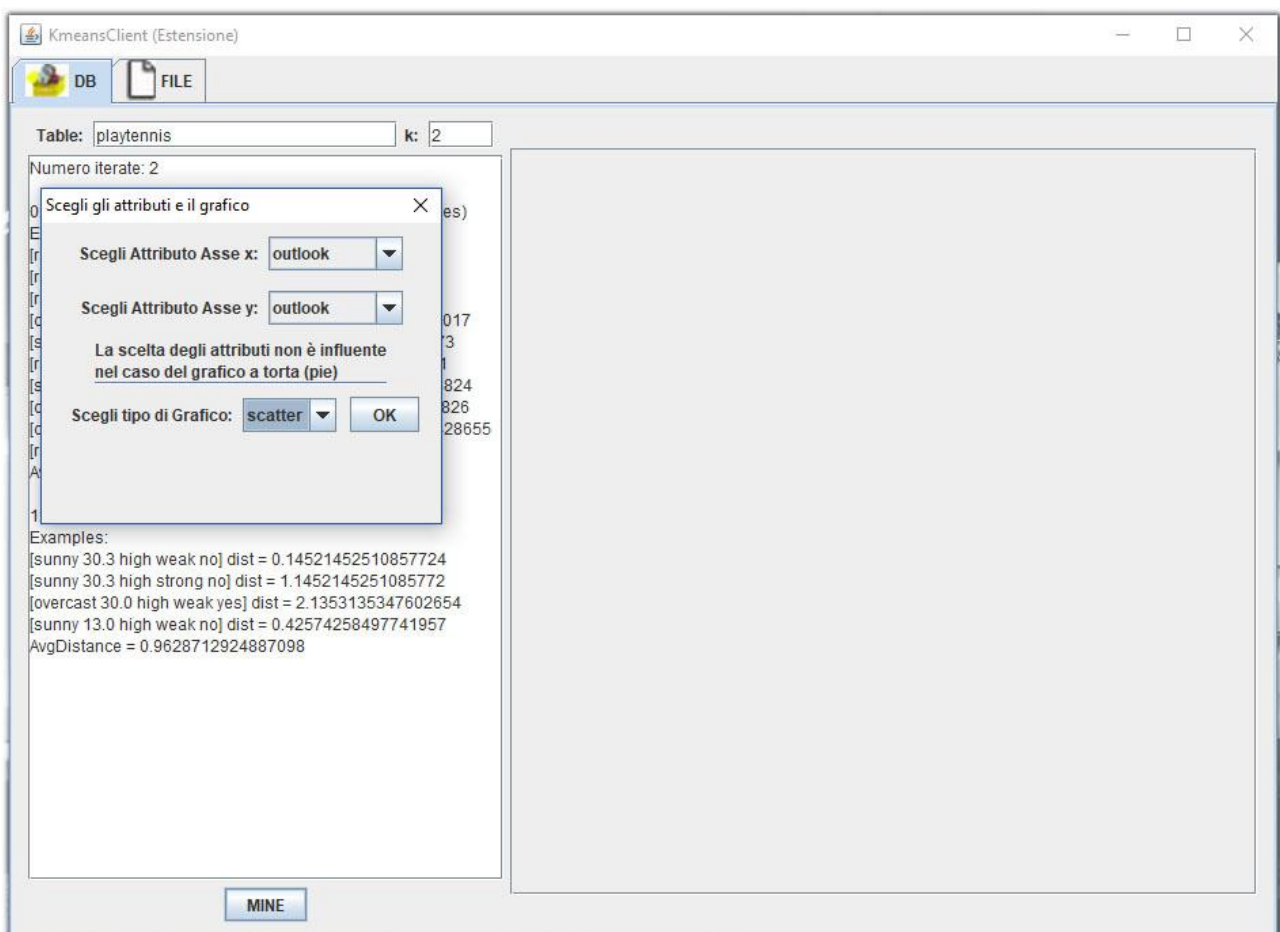 KmeansClient (Estensione)
DB
FILE
Table: playtennis k: 2
Numero iterate: 2
Scegli gli attributi e il grafico
Scegli Attributo Asse x: outlook
Scegli Attributo Asse y: outlook
La scelta degli attributi non è influente
nel caso del grafico a torta (pie)
Scegli tipo di Grafico: scatter OK
Examples:
[sunny 30.3 high weak no] dist = 0.14521452510857724
[sunny 30.3 high strong no] dist = 1.1452145251085772
[overcast 30.0 high weak yes] dist = 2.1353135347602654
[sunny 13.0 high weak no] dist = 0.42574258497741957
AvgDistance = 0.9628712924887098
MINE